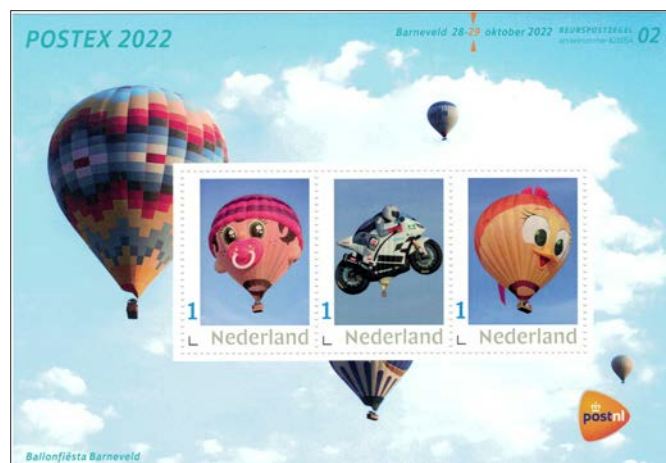 POSTEX 2022
Barneveld 28-29 oktober 2022 BEURSPOSTZEGEL 02
1 Nederland
1 Nederland
1 Nederland
postnl
Ballonfiësta Barneveld